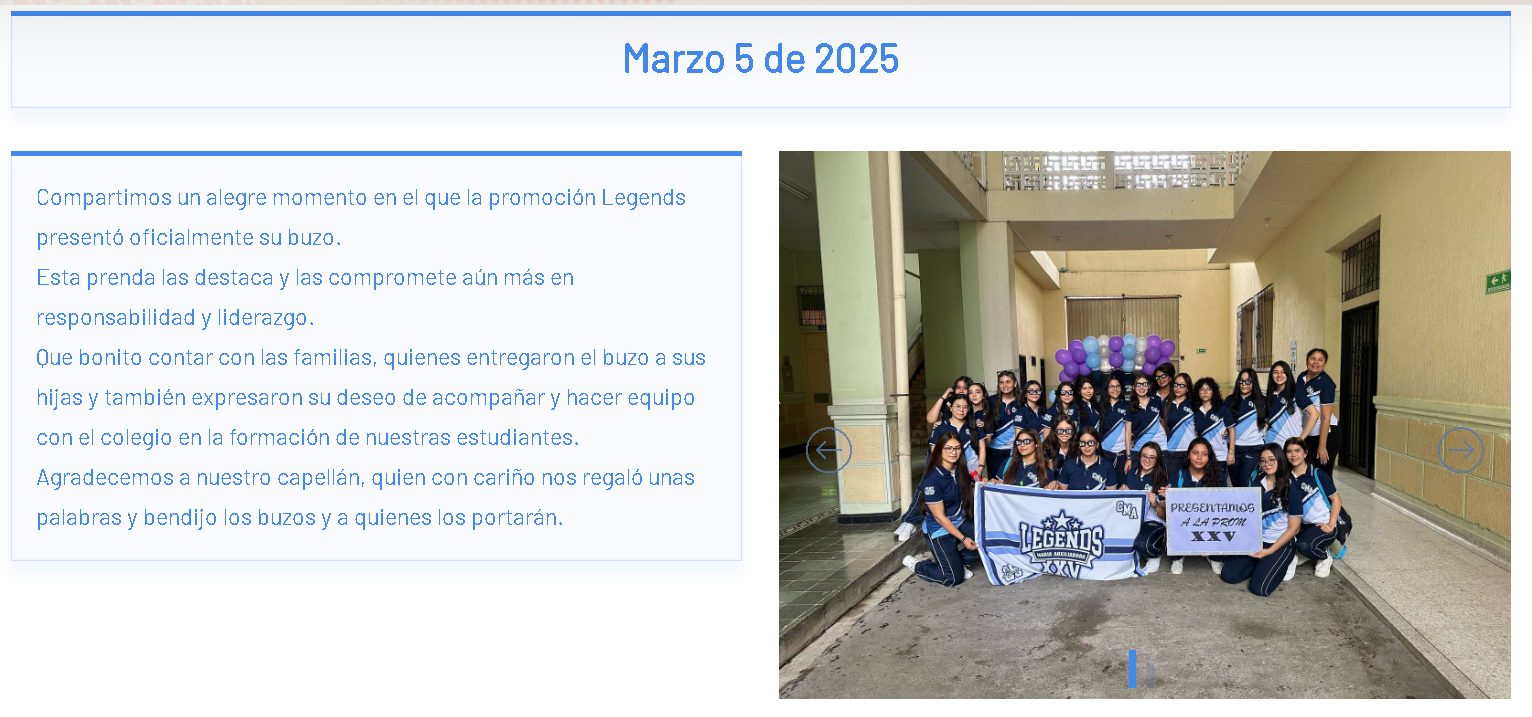 Marzo 5 de 2025
Compartimos un alegre momento en el que la promoción Legends
presentó oficialmente su buzo.
Esta prenda las destaca y las compromete aún más en
responsabilidad y liderazgo.
Que bonito contar con las familias, quienes entregaron el buzo a sus
hijas y también expresaron su deseo de acompañar y hacer equipo
con el colegio en la formación de nuestras estudiantes.
Agradecemos a nuestro capellán, quien con cariño nos regaló unas
palabras y bendijo los buzos y a quienes los portarán.
CMA
LEGENDS
MARIA AUXILIADORA
XXV
PRESENTAMOS
A LA PROM
XXV